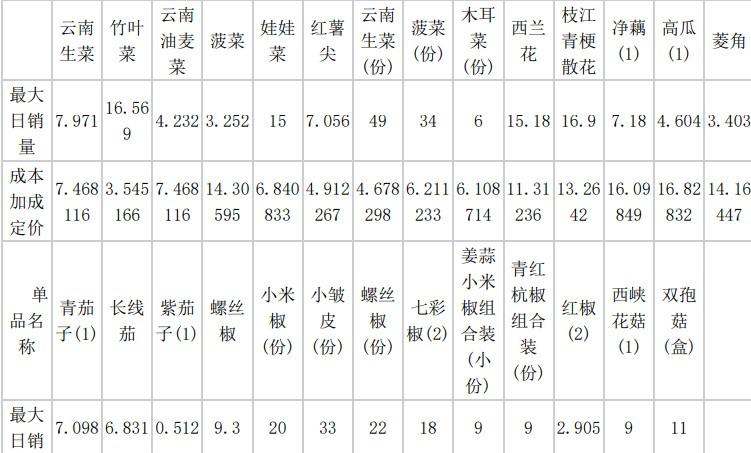 云南生菜 竹叶菜 云南油麦菜 菠菜 娃娃菜 红薯尖 云南生菜(份) 菠菜(份) 木耳菜(份) 西兰花 枝江青梗散花 净藕(1) 高瓜(1) 菱角
最大日销量 7.971 16.569 4.232 3.252 15 7.056 49 34 6 15.18 16.9 7.18 4.604 3.403
成本加成定价 7.468116 3.545166 7.468116 14.30595 6.840833 4.912267 4.678298 6.211233 6.108714 11.31236 13.2642 16.09849 16.82832 14.16447
单品名称 青茄子(1) 长线茄 紫茄子(1) 螺丝椒 小米椒(份) 小皱皮(份) 螺丝椒(份) 七彩椒(2) 姜蒜小米椒组合装(小份) 青红杭椒组合装(份) 红椒(2) 西峡花菇(1) 双孢菇(盒)
最大日销 7.098 6.831 0.512 9.3 20 33 22 18 9 9 2.905 9 11